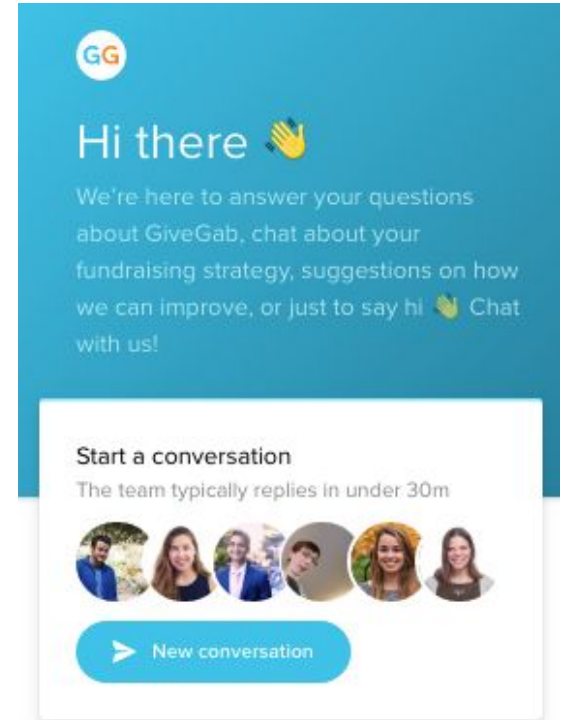 GG
Hi there 👋
We're here to answer your questions
about GiveGab, chat about your
fundraising strategy, suggestions on how
we can improve, or just to say hi 👋 Chat
with us!
Start a conversation
The team typically replies in under 30m
New conversation